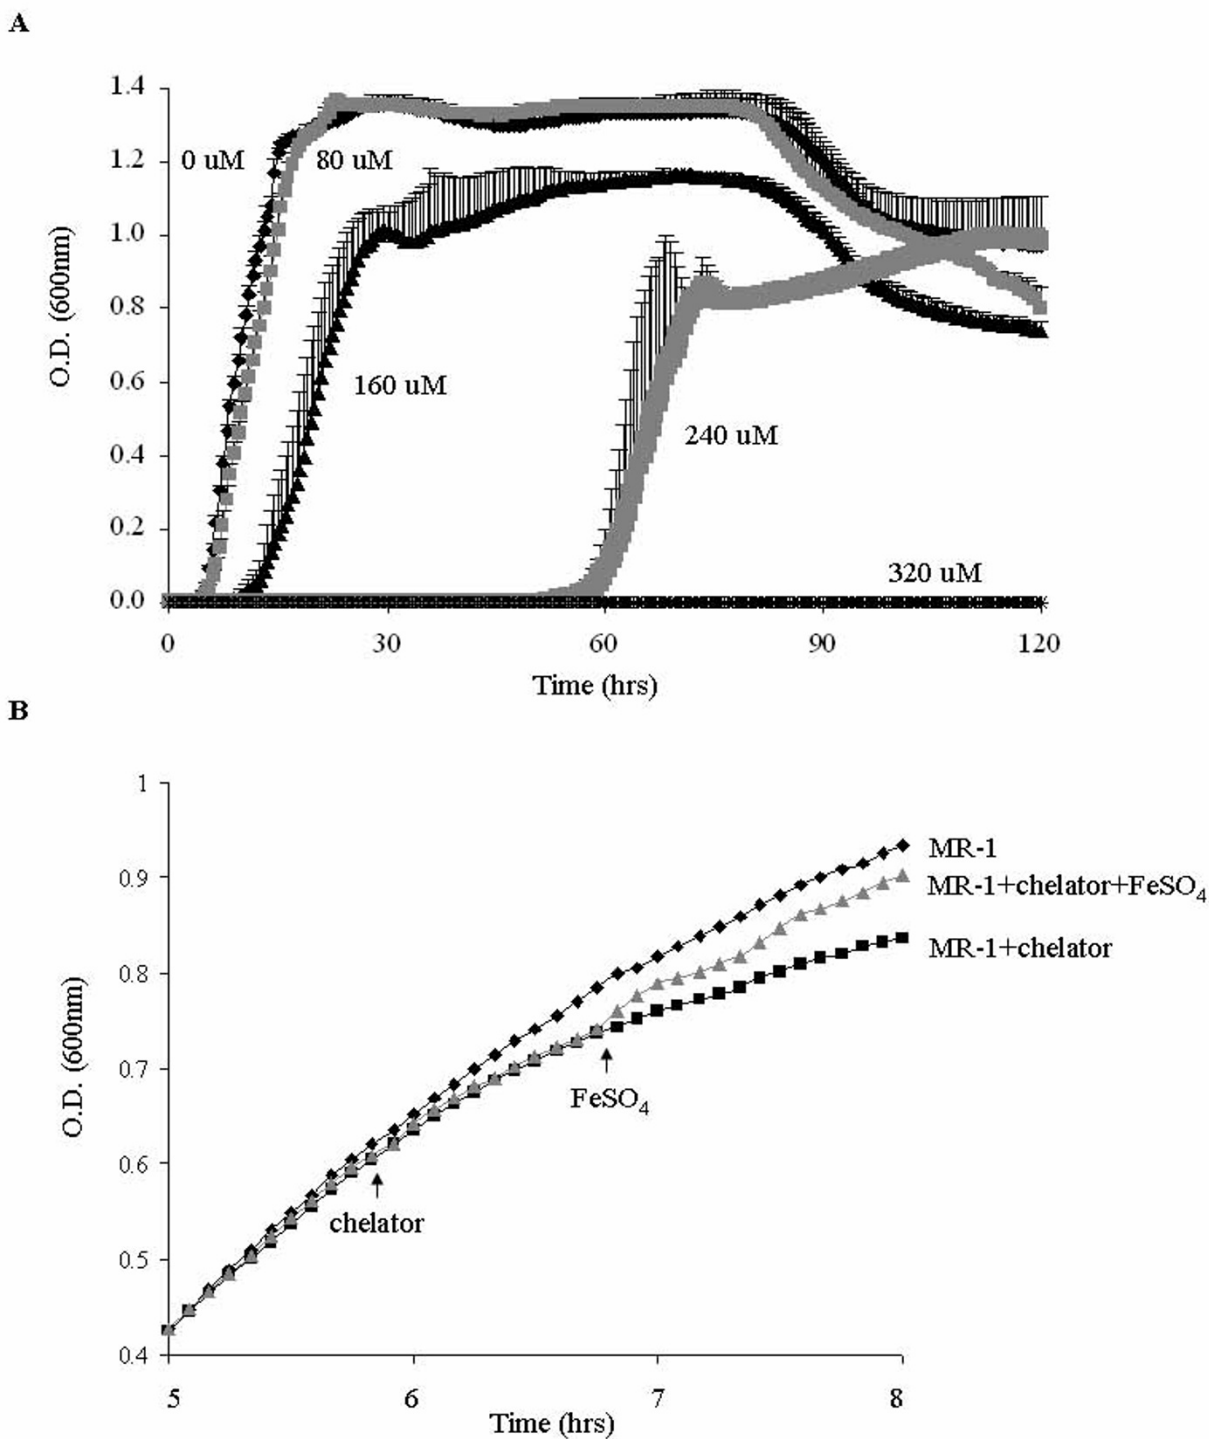 A
1.4
1.2
1.0
0.8
0.6
0.4
0.2
0.0
O.D. (600nm)
0 uM
80 uM
160 uM
240 uM
320 uM
0 30 60 90 120
Time (hrs)
B
1
0.9
0.8
0.7
0.6
0.5
0.4
O.D. (600nm)
MR-1
MR-1+chelator+FeSO4
MR-1+chelator
FeSO4
chelator
5 6 7 8
Time (hrs)